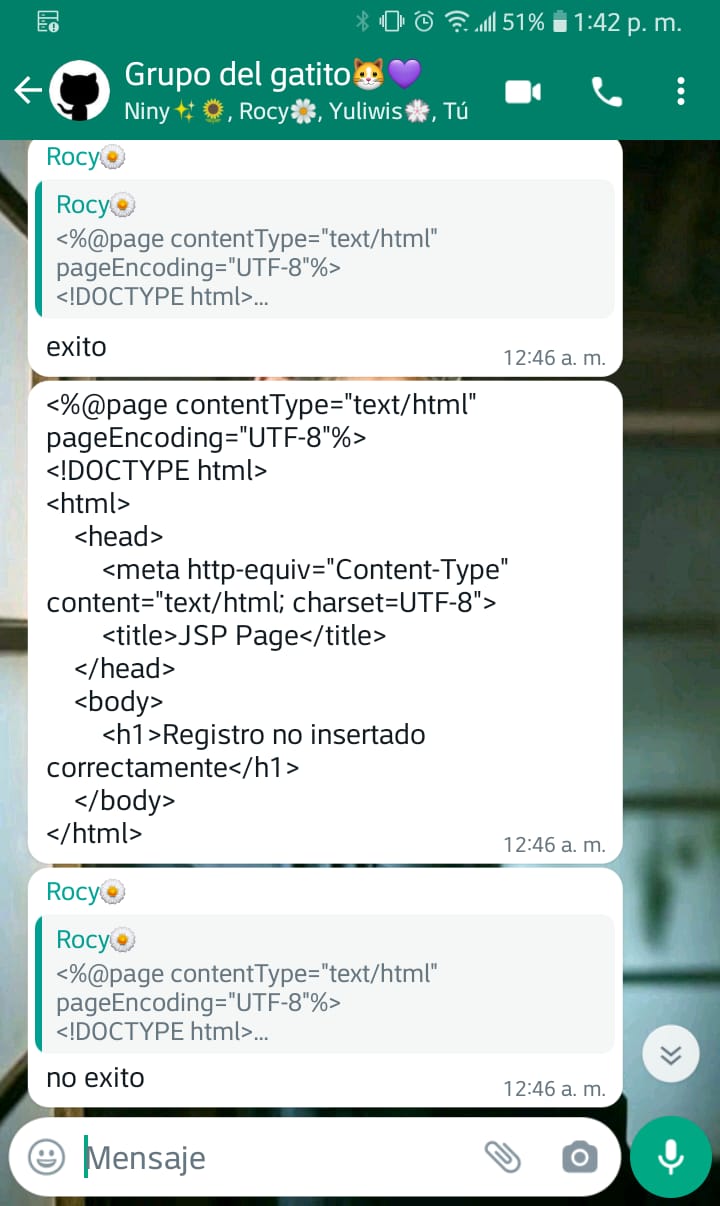 51% 1:42 p. m.
Grupo del gatito🐱💜
Niny✨🌻, Rocy🌼, Yuliwis🌸, Tú
Rocy🌼
Rocy🌼
<%@page contentType="text/html"
pageEncoding="UTF-8"%>
<!DOCTYPE html>...
exito
12:46 a. m.
<%@page contentType="text/html"
pageEncoding="UTF-8"%>
<!DOCTYPE html>
<html>
    <head>
        <meta http-equiv="Content-Type"
content="text/html; charset=UTF-8">
        <title>JSP Page</title>
    </head>
    <body>
        <h1>Registro no insertado
correctamente</h1>
    </body>
</html>
12:46 a. m.
Rocy🌼
Rocy🌼
<%@page contentType="text/html"
pageEncoding="UTF-8"%>
<!DOCTYPE html>...
no exito
12:46 a. m.
Mensaje